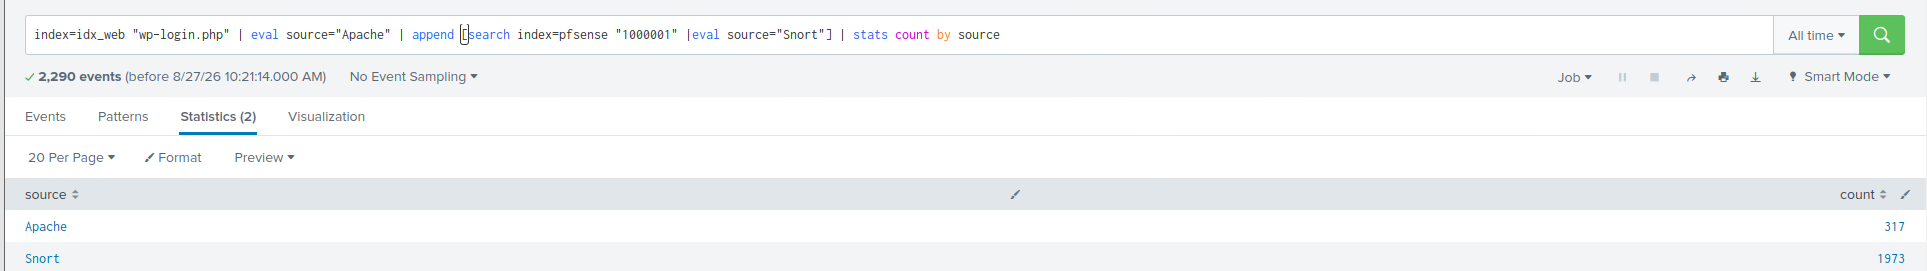 index=idx_web "wp-login.php" | eval source="Apache" | append [search index=pfsense "1000001" |eval source="Snort"] | stats count by source
All time
2,290 events (before 8/27/26 10:21:14.000 AM)
No Event Sampling
Job
Smart Mode
Events
Patterns
Statistics (2)
Visualization
20 Per Page
Format
Preview
source
count
Apache
317
Snort
1973